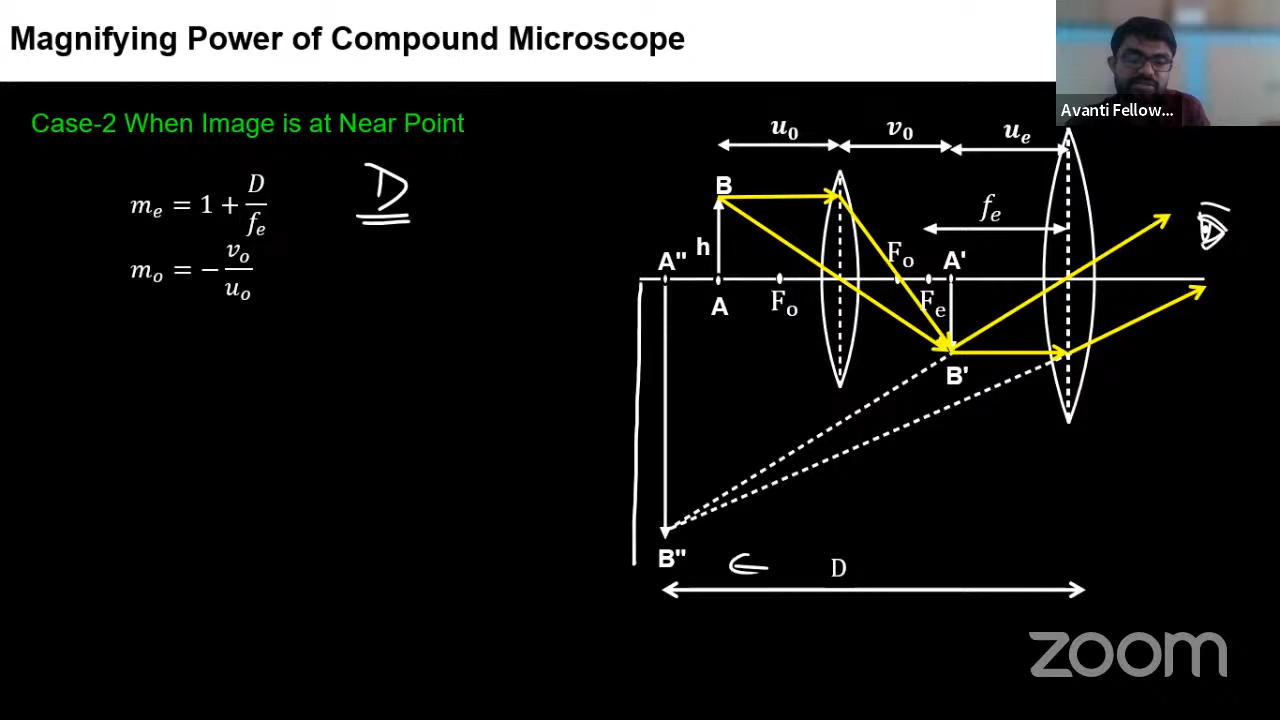 Magnifying Power of Compound Microscope
Avanti Fellow...
Case-2 When Image is at Near Point
m_e = 1 + D/f_e
D
m_o = − v_o/u_o
u_0 v_0 u_e
B
f_e
h
A" F_o A'
A F_o F_e
B'
B" D
zoom